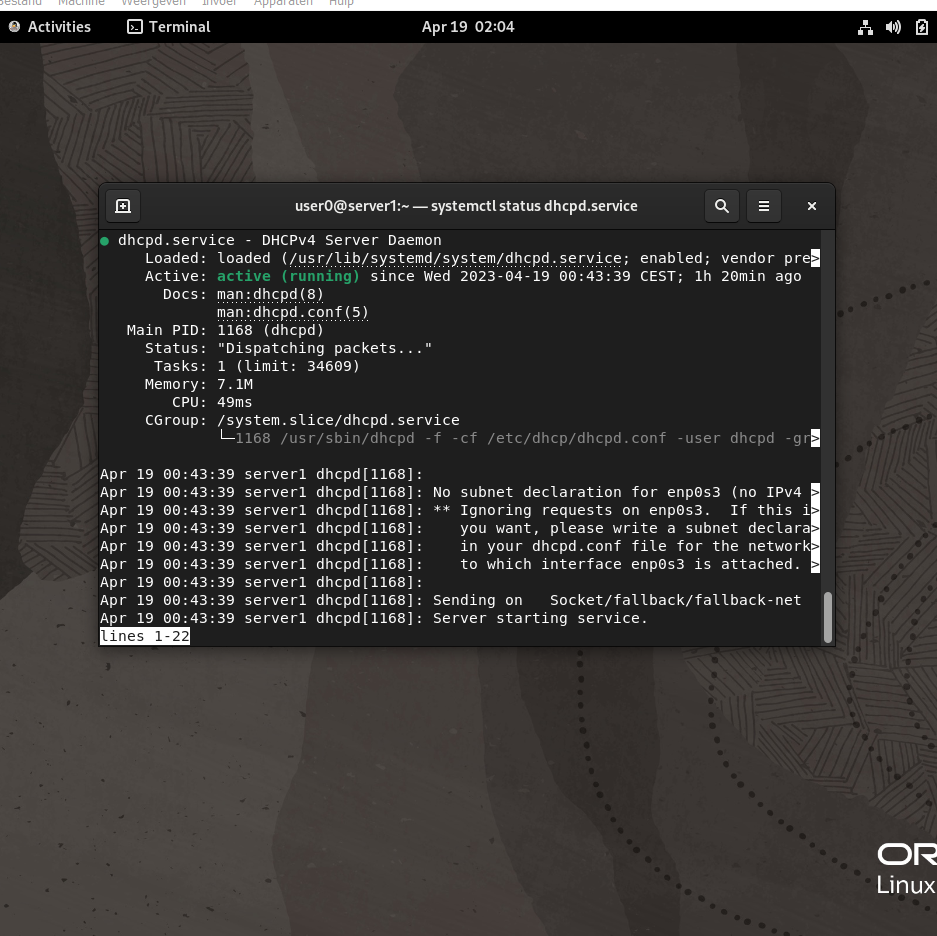 Bestand Machine Weergeven Invoer Apparaten Hulp
Activities Terminal Apr 19 02:04
user0@server1:~ — systemctl status dhcpd.service
● dhcpd.service - DHCPv4 Server Daemon
Loaded: loaded (/usr/lib/systemd/system/dhcpd.service; enabled; vendor pre>
Active: active (running) since Wed 2023-04-19 00:43:39 CEST; 1h 20min ago
Docs: man:dhcpd(8)
man:dhcpd.conf(5)
Main PID: 1168 (dhcpd)
Status: "Dispatching packets..."
Tasks: 1 (limit: 34609)
Memory: 7.1M
CPU: 49ms
CGroup: /system.slice/dhcpd.service
└─1168 /usr/sbin/dhcpd -f -cf /etc/dhcp/dhcpd.conf -user dhcpd -gr>
Apr 19 00:43:39 server1 dhcpd[1168]:
Apr 19 00:43:39 server1 dhcpd[1168]: No subnet declaration for enp0s3 (no IPv4 >
Apr 19 00:43:39 server1 dhcpd[1168]: ** Ignoring requests on enp0s3.  If this i>
Apr 19 00:43:39 server1 dhcpd[1168]:    you want, please write a subnet declara>
Apr 19 00:43:39 server1 dhcpd[1168]:    in your dhcpd.conf file for the network>
Apr 19 00:43:39 server1 dhcpd[1168]:    to which interface enp0s3 is attached. >
Apr 19 00:43:39 server1 dhcpd[1168]:
Apr 19 00:43:39 server1 dhcpd[1168]: Sending on   Socket/fallback/fallback-net
Apr 19 00:43:39 server1 dhcpd[1168]: Server starting service.
lines 1-22
OR
Linux